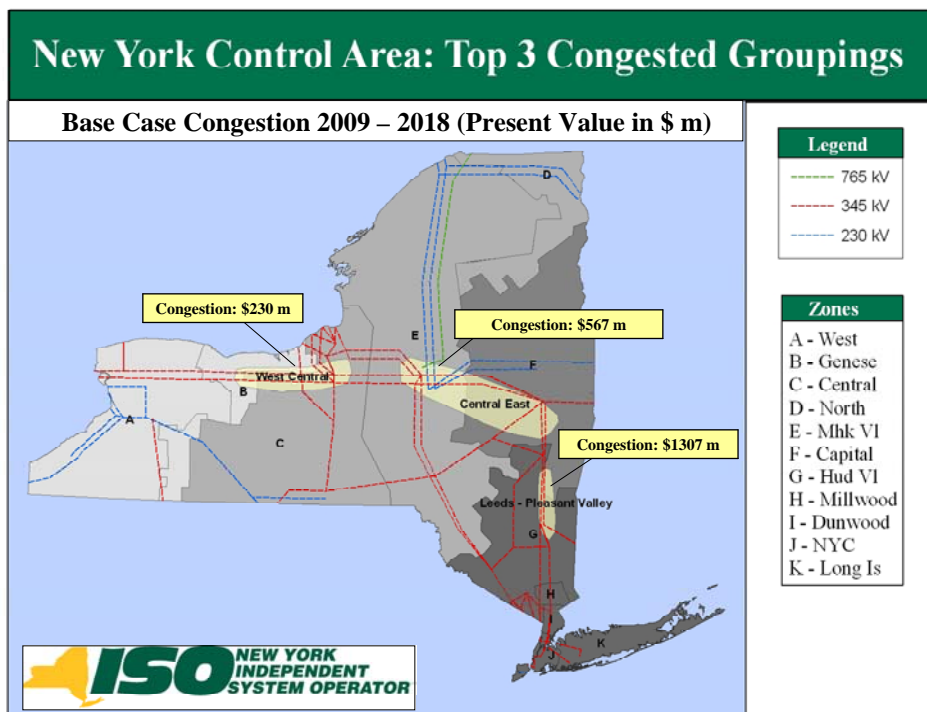 New York Control Area: Top 3 Congested Groupings
Base Case Congestion 2009 – 2018 (Present Value in $ m)
Legend
765 kV
345 kV
230 kV
D
Congestion: $230 m
Congestion: $567 m
E
F
West Central
B
Central East
A
C
Congestion: $1307 m
Leeds - Pleasant Valley
G
H
I
K
J
Zones
A - West
B - Genese
C - Central
D - North
E - Mhk Vl
F - Capital
G - Hud Vl
H - Millwood
I - Dunwood
J - NYC
K - Long Is
ISO
NEW YORK
INDEPENDENT
SYSTEM OPERATOR